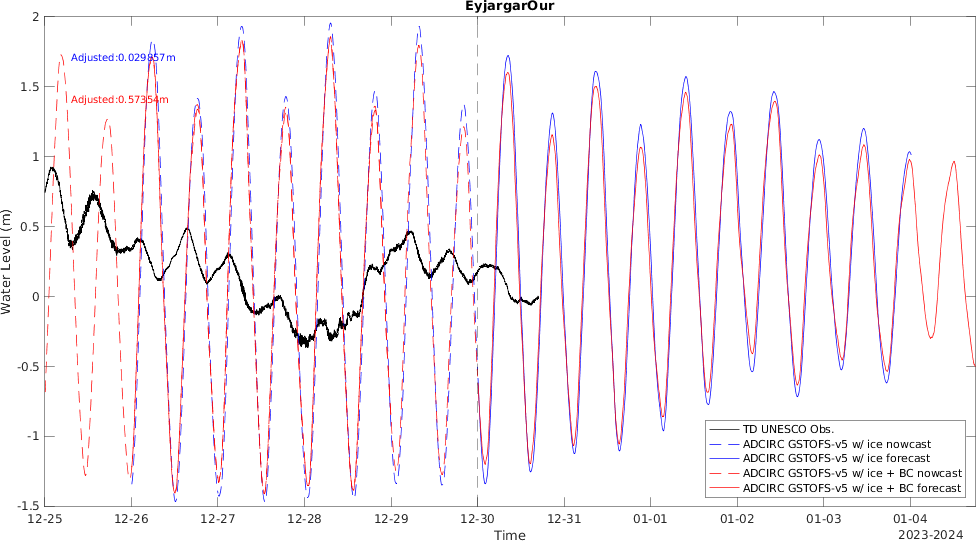 EyjargarOur
2
1.5
1
0.5
0
-0.5
-1
-1.5
Water Level (m)
Adjusted:0.029857m
Adjusted:0.57354m
TD UNESCO Obs.
ADCIRC GSTOFS-v5 w/ ice nowcast
ADCIRC GSTOFS-v5 w/ ice forecast
ADCIRC GSTOFS-v5 w/ ice + BC nowcast
ADCIRC GSTOFS-v5 w/ ice + BC forecast
12-25 12-26 12-27 12-28 12-29 12-30 12-31 01-01 01-02 01-03 01-04
Time
2023-2024